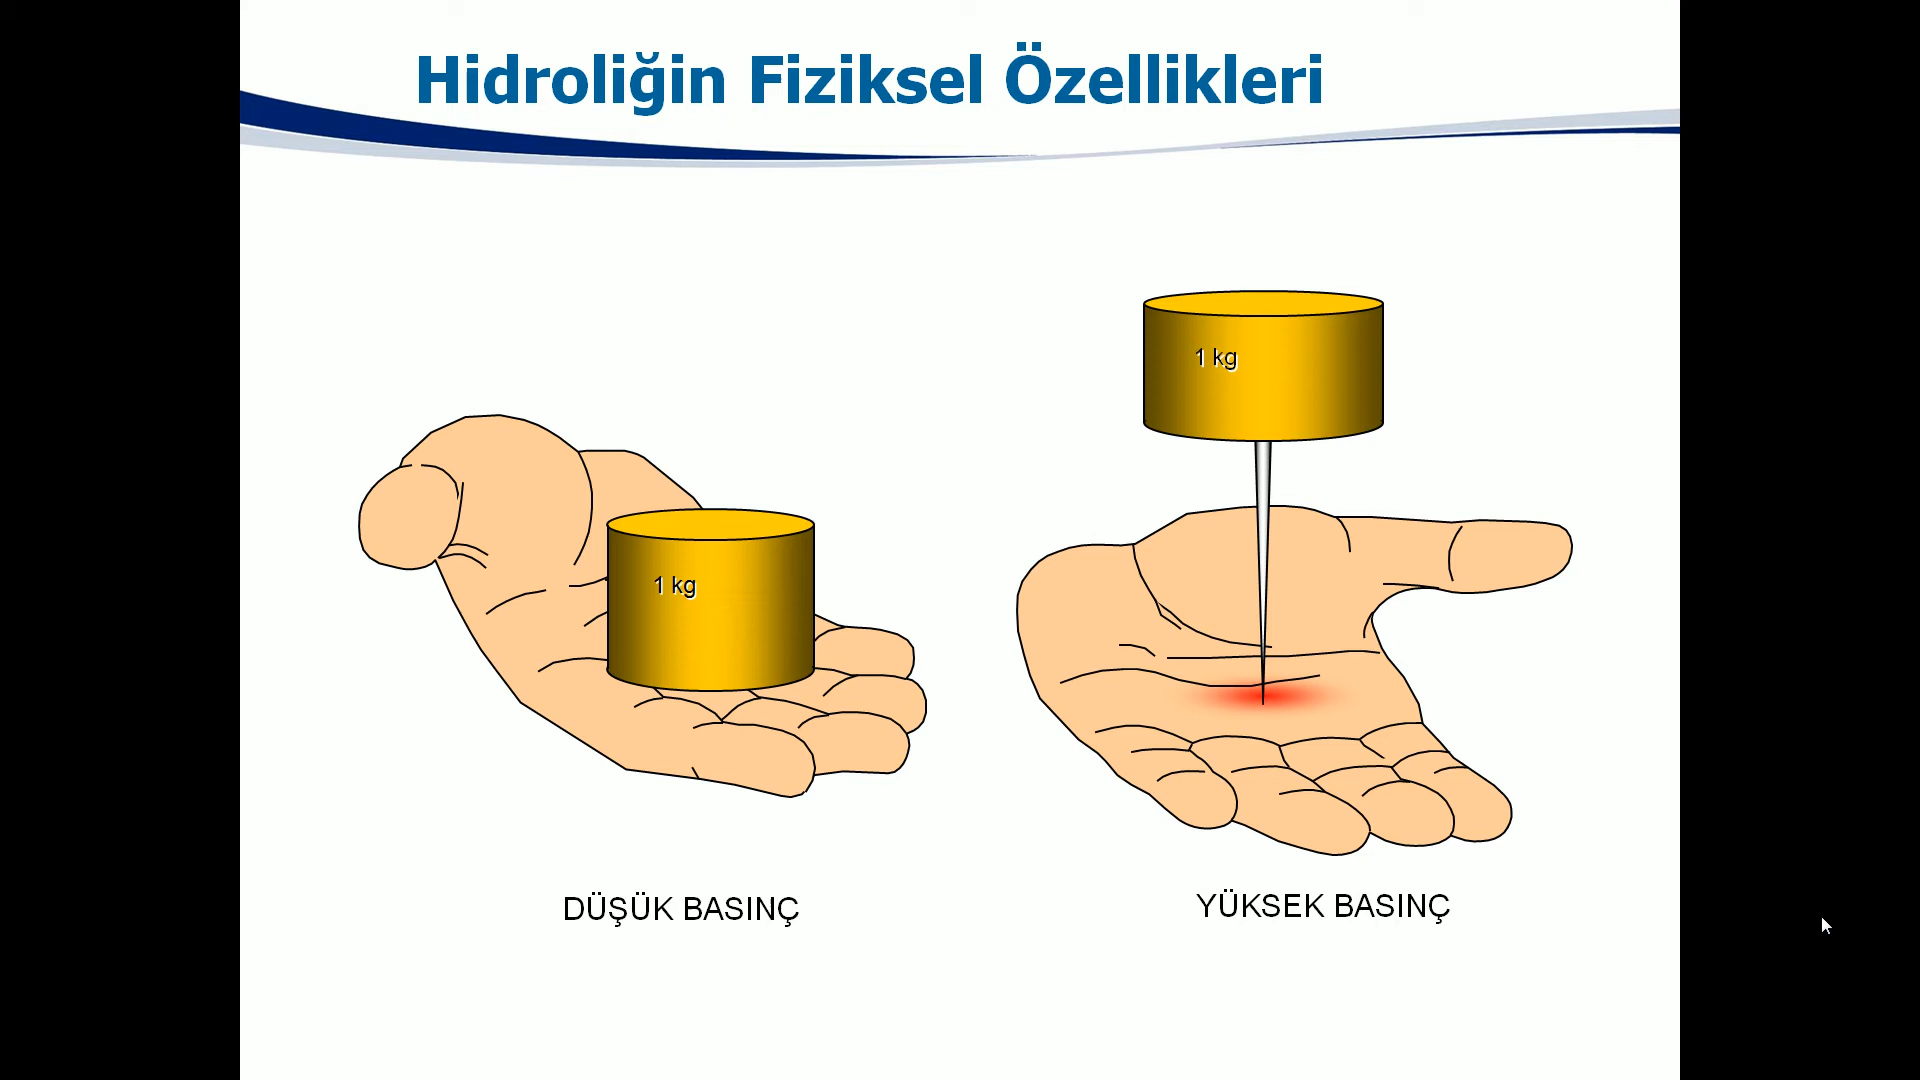 Hidroliğin Fiziksel Özellikleri
1 kg
1 kg
DÜŞÜK BASINÇ
YÜKSEK BASINÇ